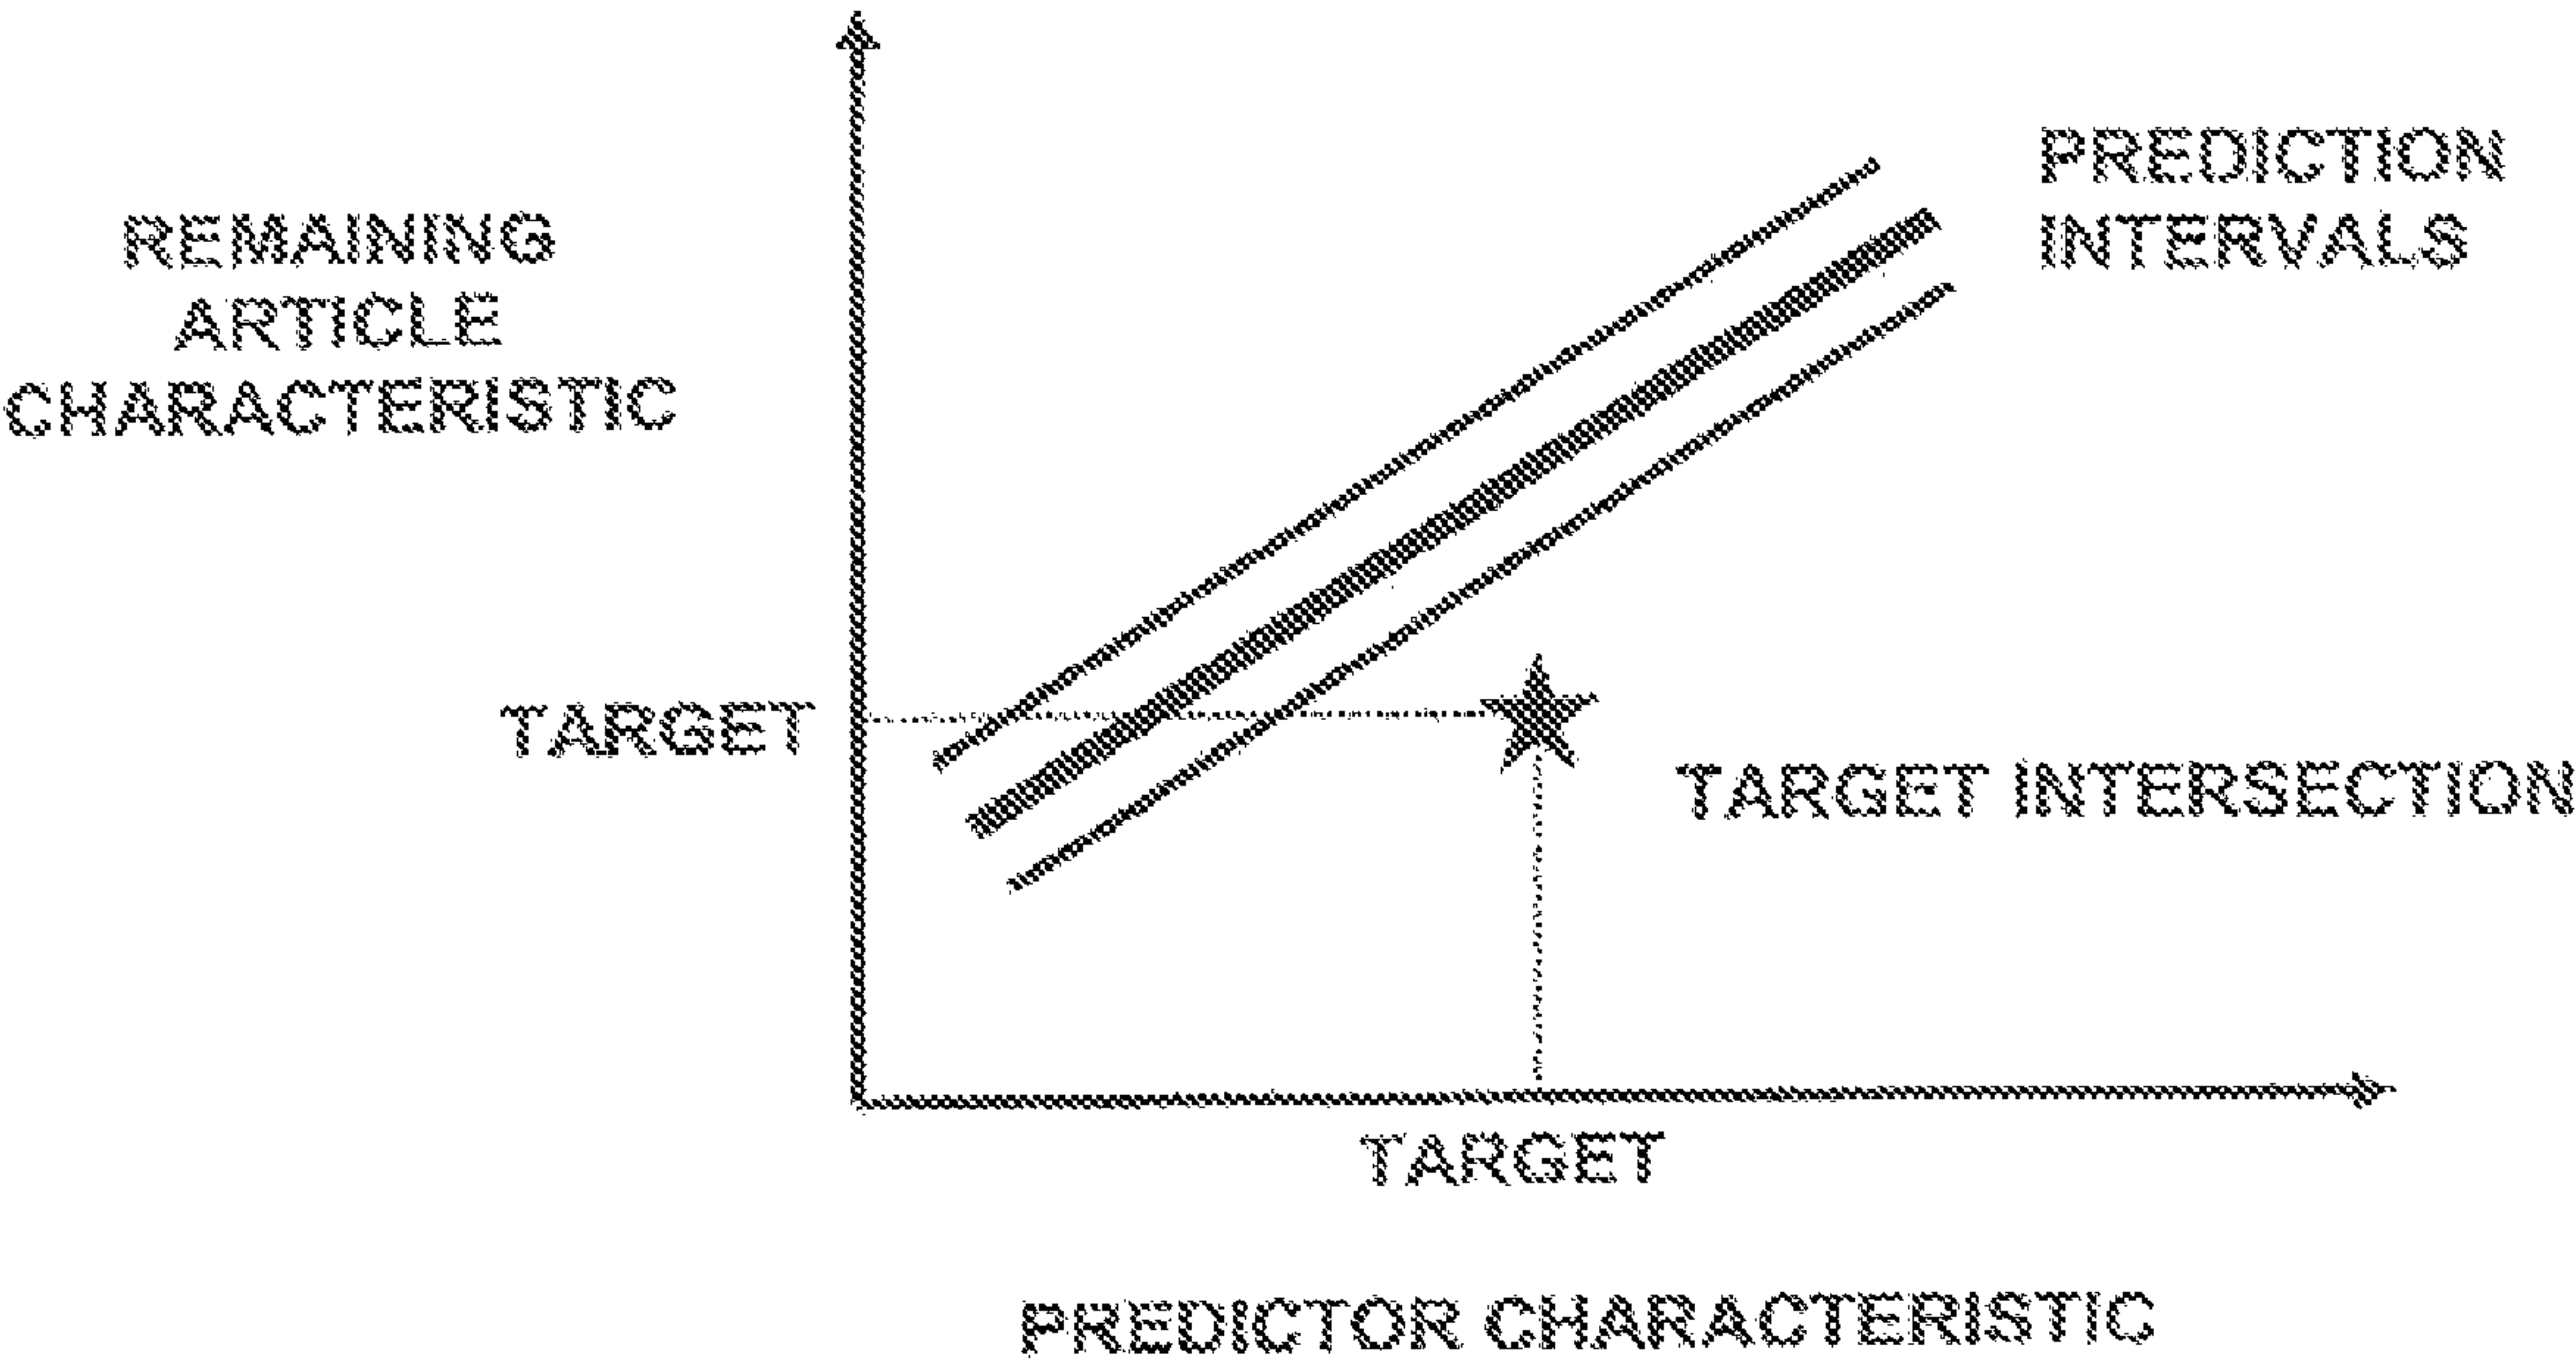 PREDICTION
INTERVALS
REMAINING
ARTICLE
CHARACTERISTIC
TARGET
TARGET INTERSECTION
TARGET
PREDICTOR CHARACTERISTIC